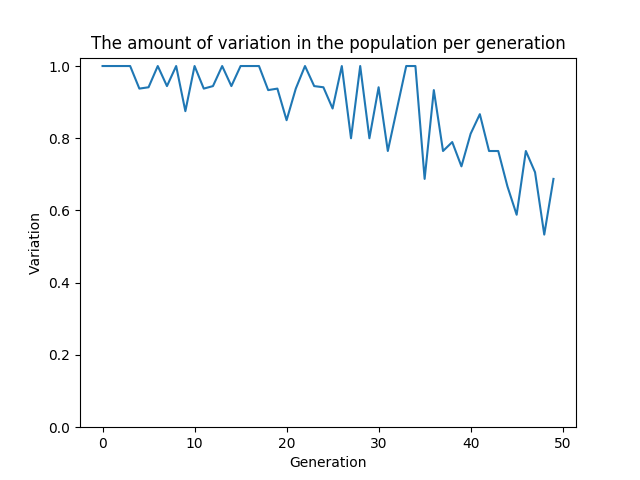 The amount of variation in the population per generation
1.0
0.8
0.6
0.4
0.2
0.0
Variation
0 10 20 30 40 50
Generation